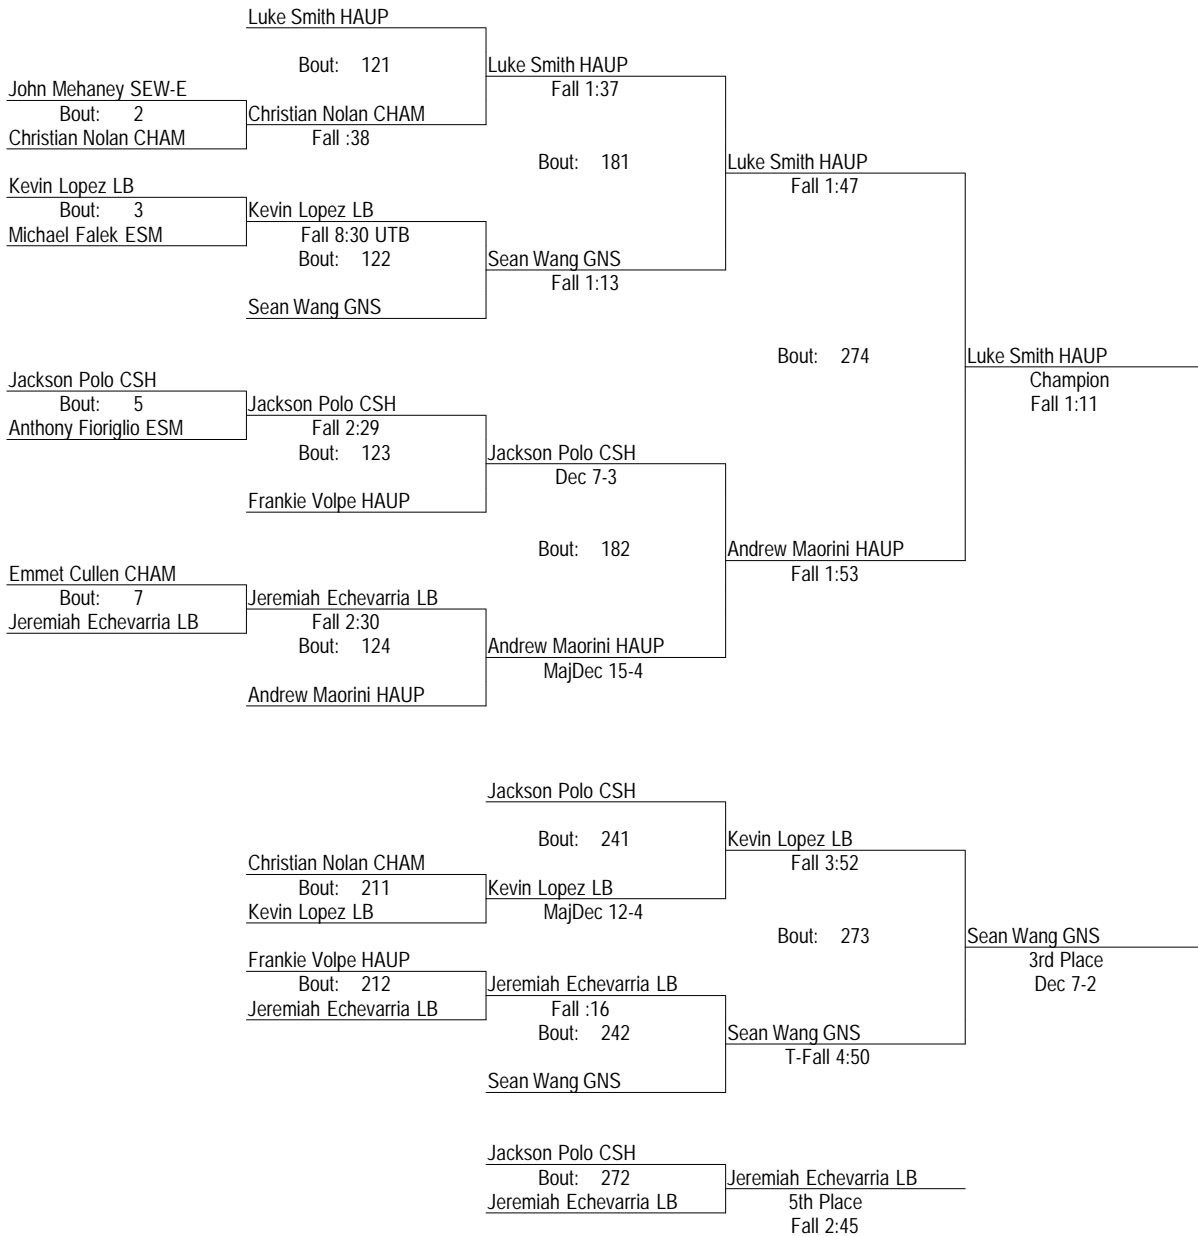 Luke Smith HAUP
Bout: 121
Luke Smith HAUP
Fall 1:37
John Mehaney SEW-E
Bout: 2
Christian Nolan CHAM
Christian Nolan CHAM
Fall :38
Bout: 181
Luke Smith HAUP
Fall 1:47
Kevin Lopez LB
Bout: 3
Michael Falek ESM
Kevin Lopez LB
Fall 8:30 UTB
Bout: 122
Sean Wang GNS
Fall 1:13
Sean Wang GNS
Bout: 274
Luke Smith HAUP
Champion
Fall 1:11
Jackson Polo CSH
Bout: 5
Anthony Fioriglio ESM
Jackson Polo CSH
Fall 2:29
Bout: 123
Jackson Polo CSH
Dec 7-3
Frankie Volpe HAUP
Bout: 182
Andrew Maorini HAUP
Fall 1:53
Emmet Cullen CHAM
Bout: 7
Jeremiah Echevarria LB
Jeremiah Echevarria LB
Fall 2:30
Bout: 124
Andrew Maorini HAUP
MajDec 15-4
Andrew Maorini HAUP
Jackson Polo CSH
Bout: 241
Kevin Lopez LB
Fall 3:52
Christian Nolan CHAM
Bout: 211
Kevin Lopez LB
Kevin Lopez LB
MajDec 12-4
Bout: 273
Sean Wang GNS
3rd Place
Dec 7-2
Frankie Volpe HAUP
Bout: 212
Jeremiah Echevarria LB
Jeremiah Echevarria LB
Fall :16
Bout: 242
Sean Wang GNS
T-Fall 4:50
Sean Wang GNS
Jackson Polo CSH
Bout: 272
Jeremiah Echevarria LB
Jeremiah Echevarria LB
5th Place
Fall 2:45